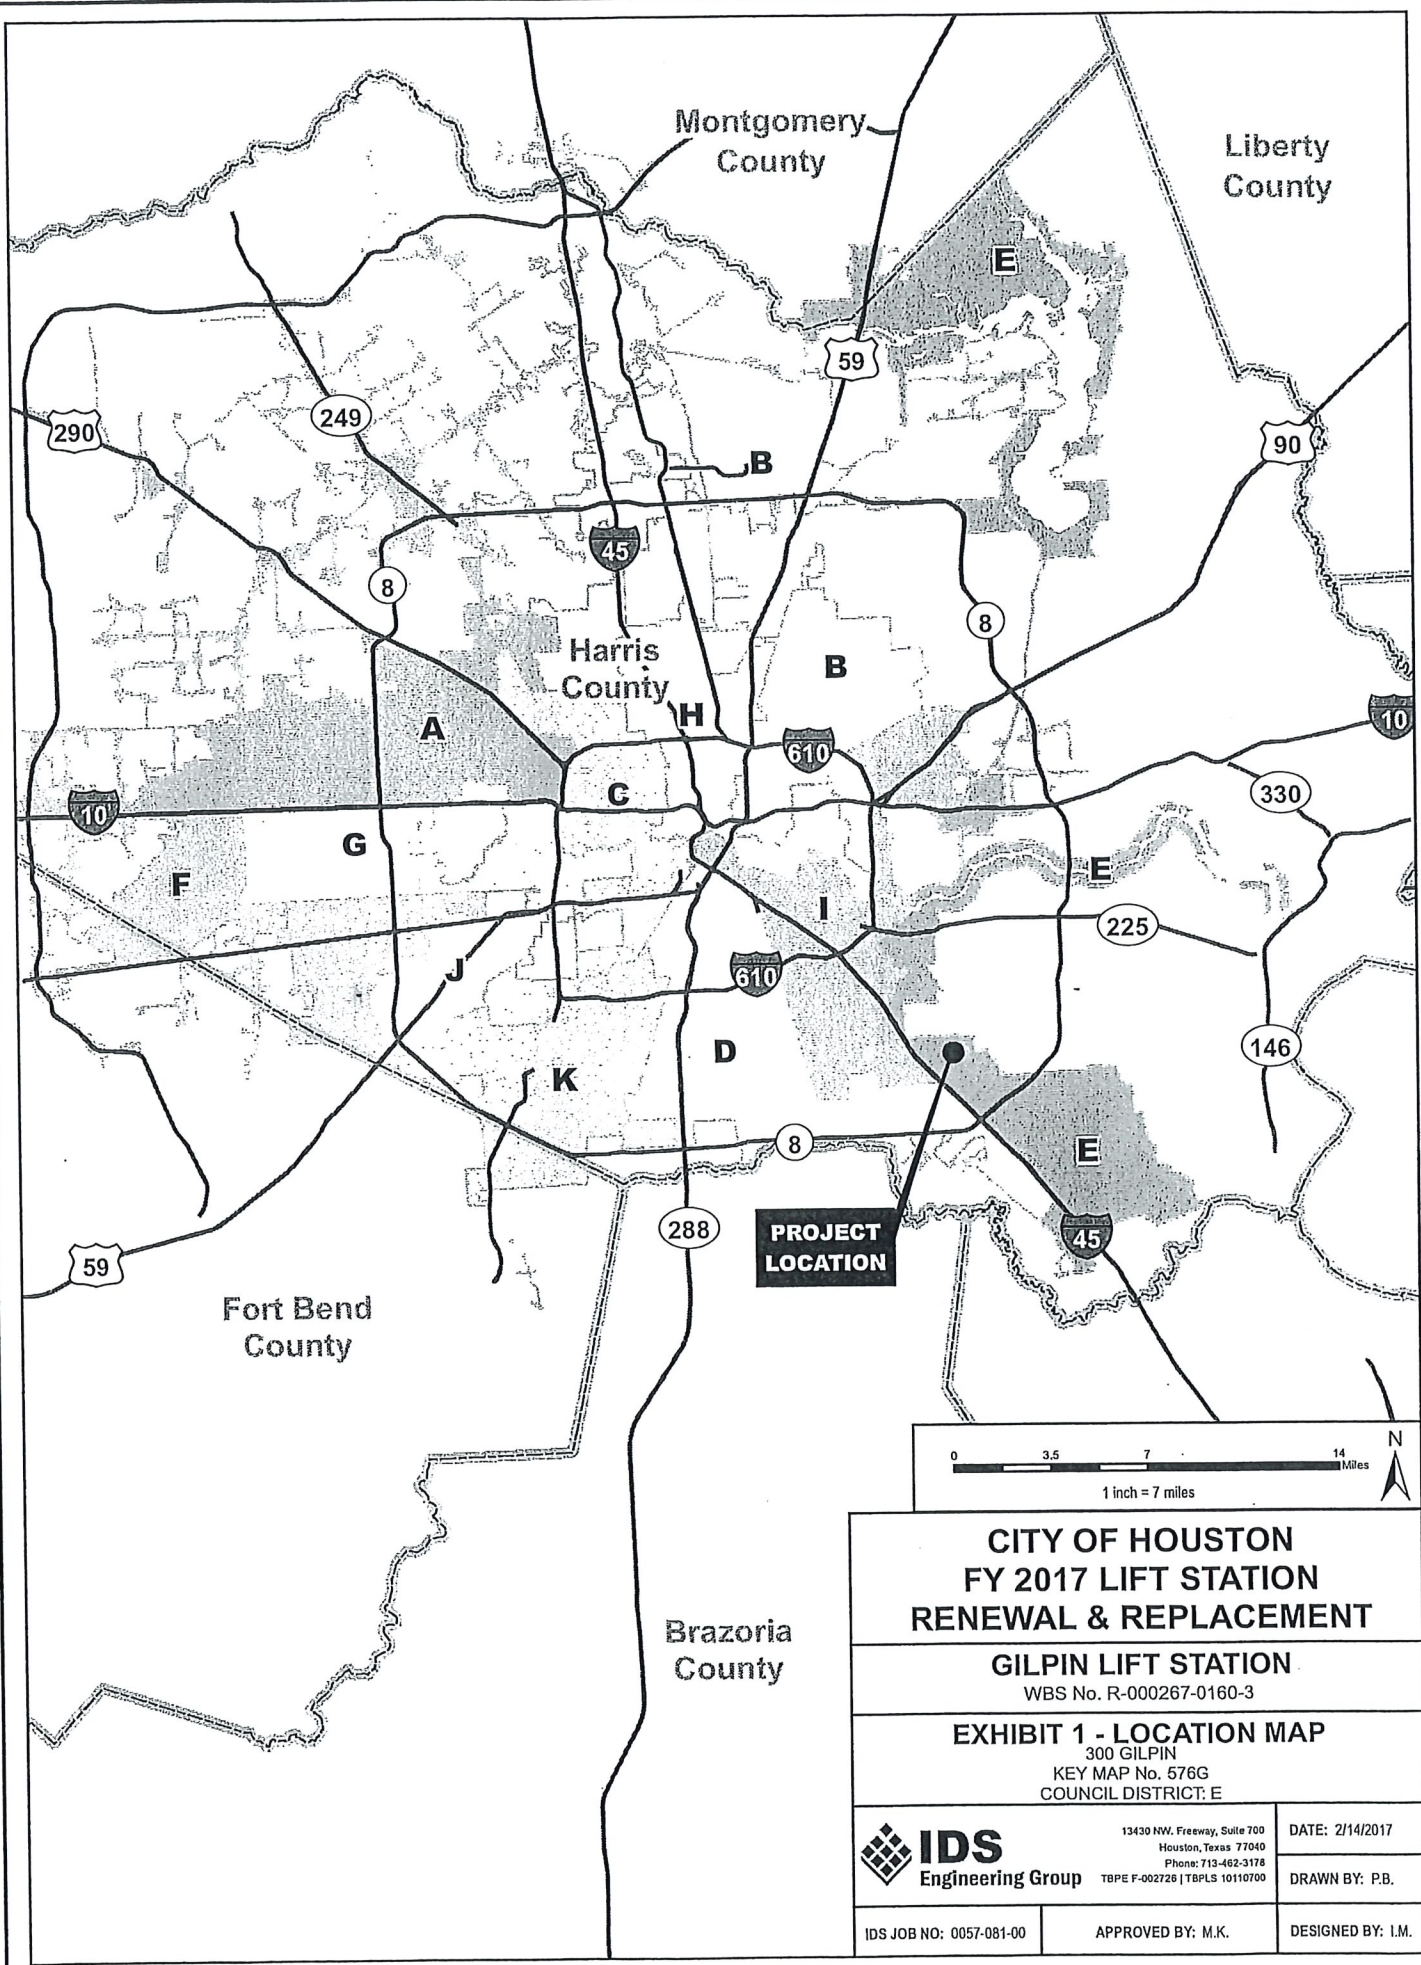 Montgomery
County
Liberty
County
E
59
290
249
90
B
45
8
8
Harris
County
B
H
A
10
610
C
10
330
G
F
E
I
225
J
610
D
146
K
8
E
PROJECT
LOCATION
288
45
59
Fort Bend
County
0 3.5 7 14
Miles
N
1 inch = 7 miles
CITY OF HOUSTON
FY 2017 LIFT STATION
RENEWAL & REPLACEMENT
Brazoria
County
GILPIN LIFT STATION
WBS No. R-000267-0160-3
EXHIBIT 1 - LOCATION MAP
300 GILPIN
KEY MAP No. 576G
COUNCIL DISTRICT: E
IDS
Engineering Group
13430 NW. Freeway, Suite 700
Houston, Texas 77040
Phone: 713-462-3178
TBPE F-002726 | TBPLS 10110700
DATE: 2/14/2017
DRAWN BY: P.B.
IDS JOB NO: 0057-081-00
APPROVED BY: M.K.
DESIGNED BY: I.M.